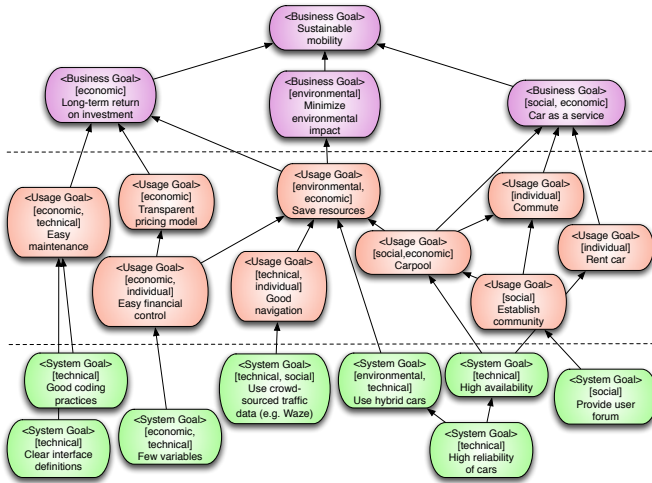 <Business Goal>
Sustainable
mobility
<Business Goal>
[economic]
Long-term return
on investment
<Business Goal>
[environmental]
Minimize
environmental
impact
<Business Goal>
[social, economic]
Car as a service
<Usage Goal>
[economic,
technical]
Easy
maintenance
<Usage Goal>
[economic]
Transparent
pricing model
<Usage Goal>
[environmental,
economic]
Save resources
<Usage Goal>
[individual]
Commute
<Usage Goal>
[social,economic]
Carpool
<Usage Goal>
[individual]
Rent car
<Usage Goal>
[economic,
individual]
Easy financial
control
<Usage Goal>
[technical,
individual]
Good
navigation
<Usage Goal>
[social]
Establish
community
<System Goal>
[technical]
Good coding
practices
<System Goal>
[technical, social]
Use crowd-
sourced traffic
data (e.g. Waze)
<System Goal>
[environmental,
technical]
Use hybrid cars
<System Goal>
[technical]
High availability
<System Goal>
[social]
Provide user
forum
<System Goal>
[technical]
Clear interface
definitions
<System Goal>
[economic,
technical]
Few variables
<System Goal>
[technical]
High reliability
of cars